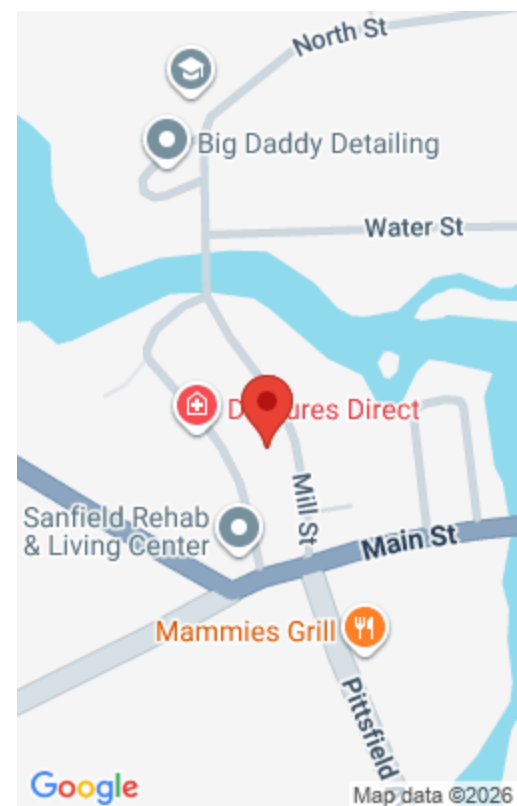 North St
Big Daddy Detailing
Water St
Direct
Mill St
Sanfield Rehab
& Living Center
Main St
Mammies Grill
Pittsfield
Google
Map data ©2026